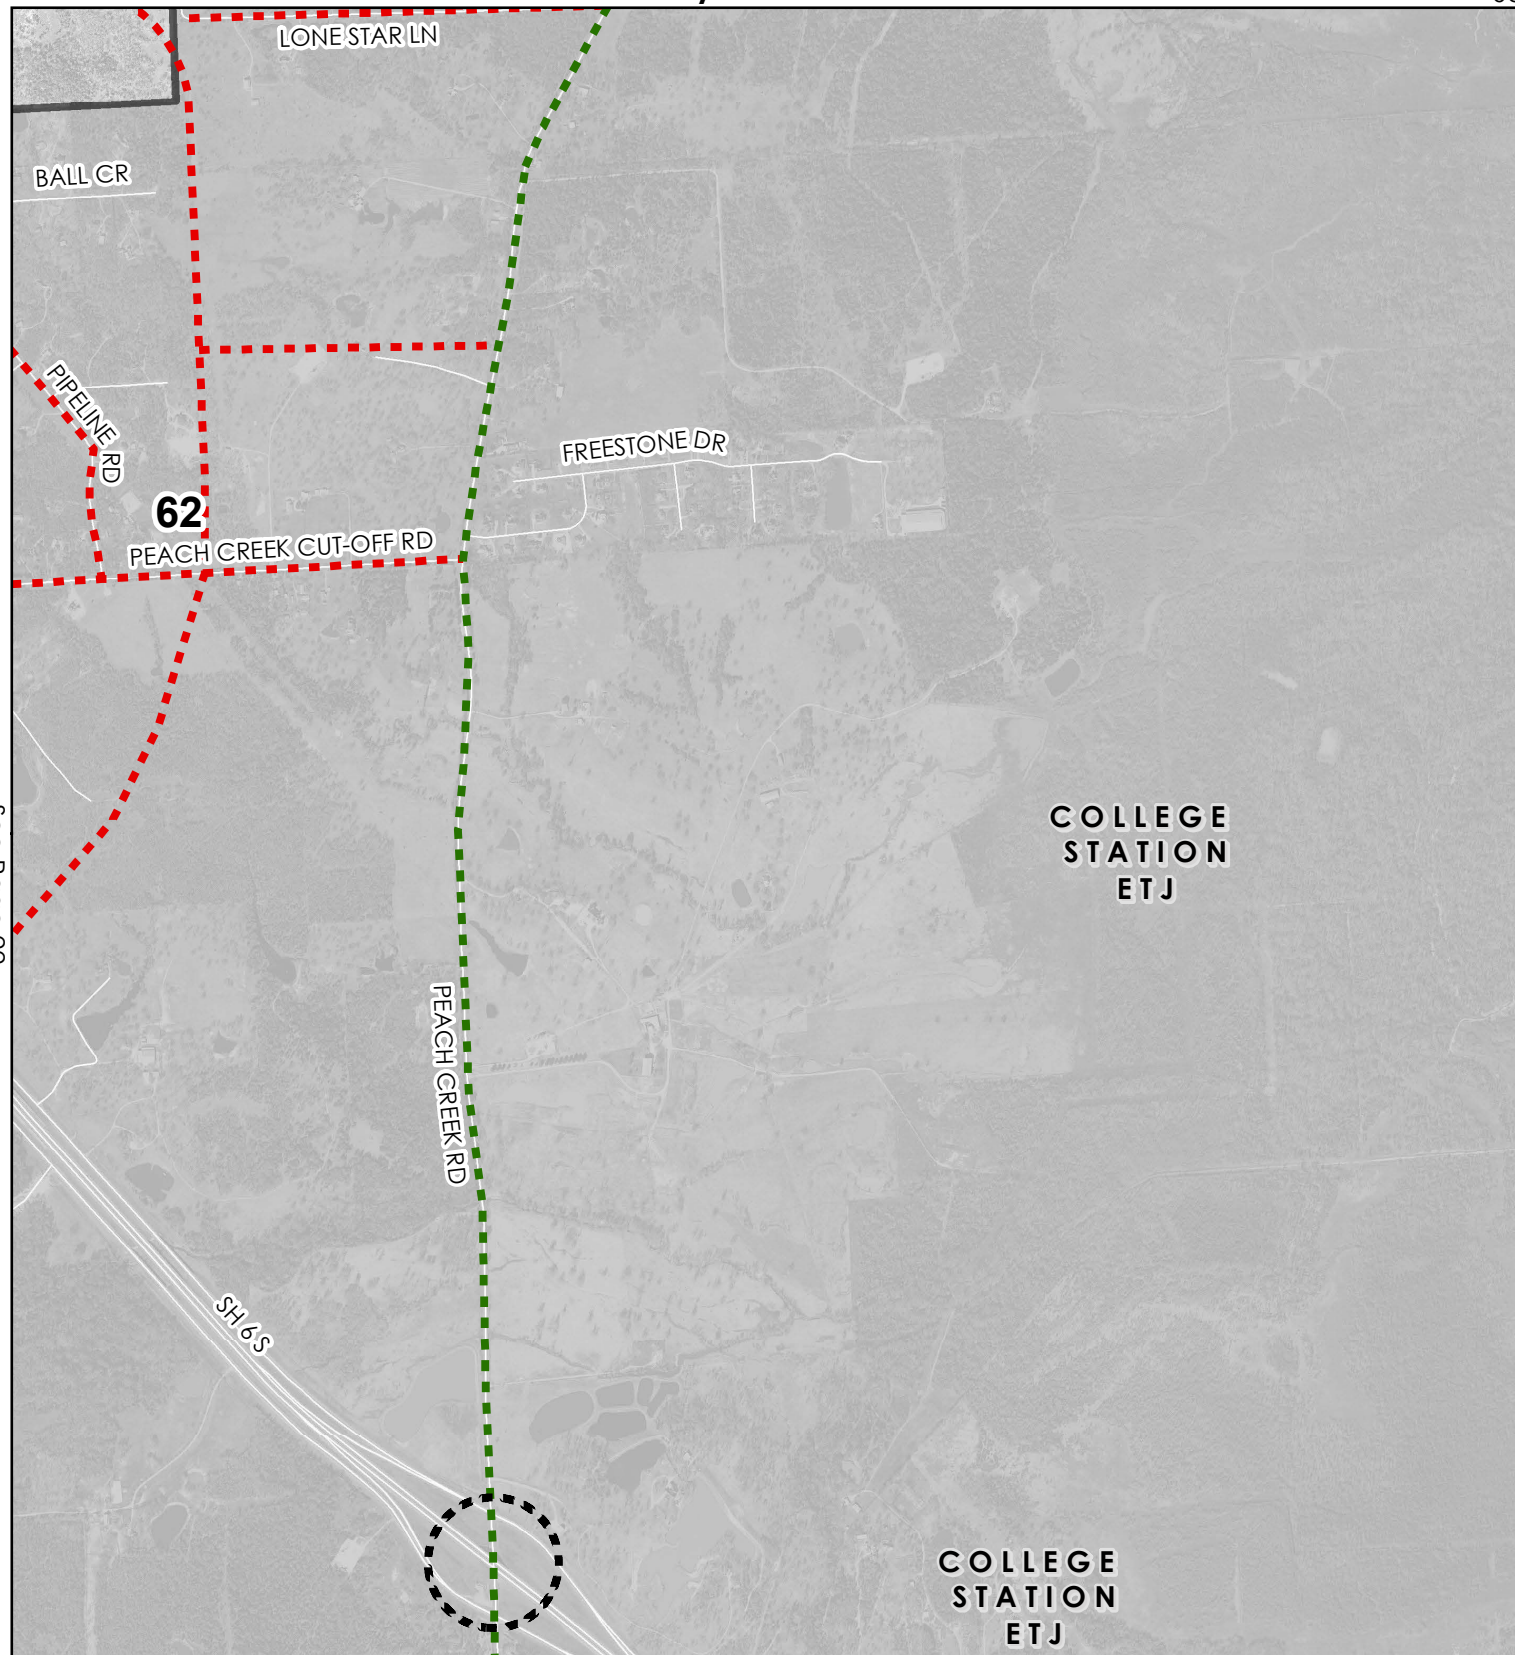 LONE STAR LN
BALL CR
PIPELINE RD
62
FREESTONE DR
PEACH CREEK CUT-OFF RD
COLLEGE
STATION
ETJ
PEACH CREEK RD
SH 6 S
COLLEGE
STATION
ETJ